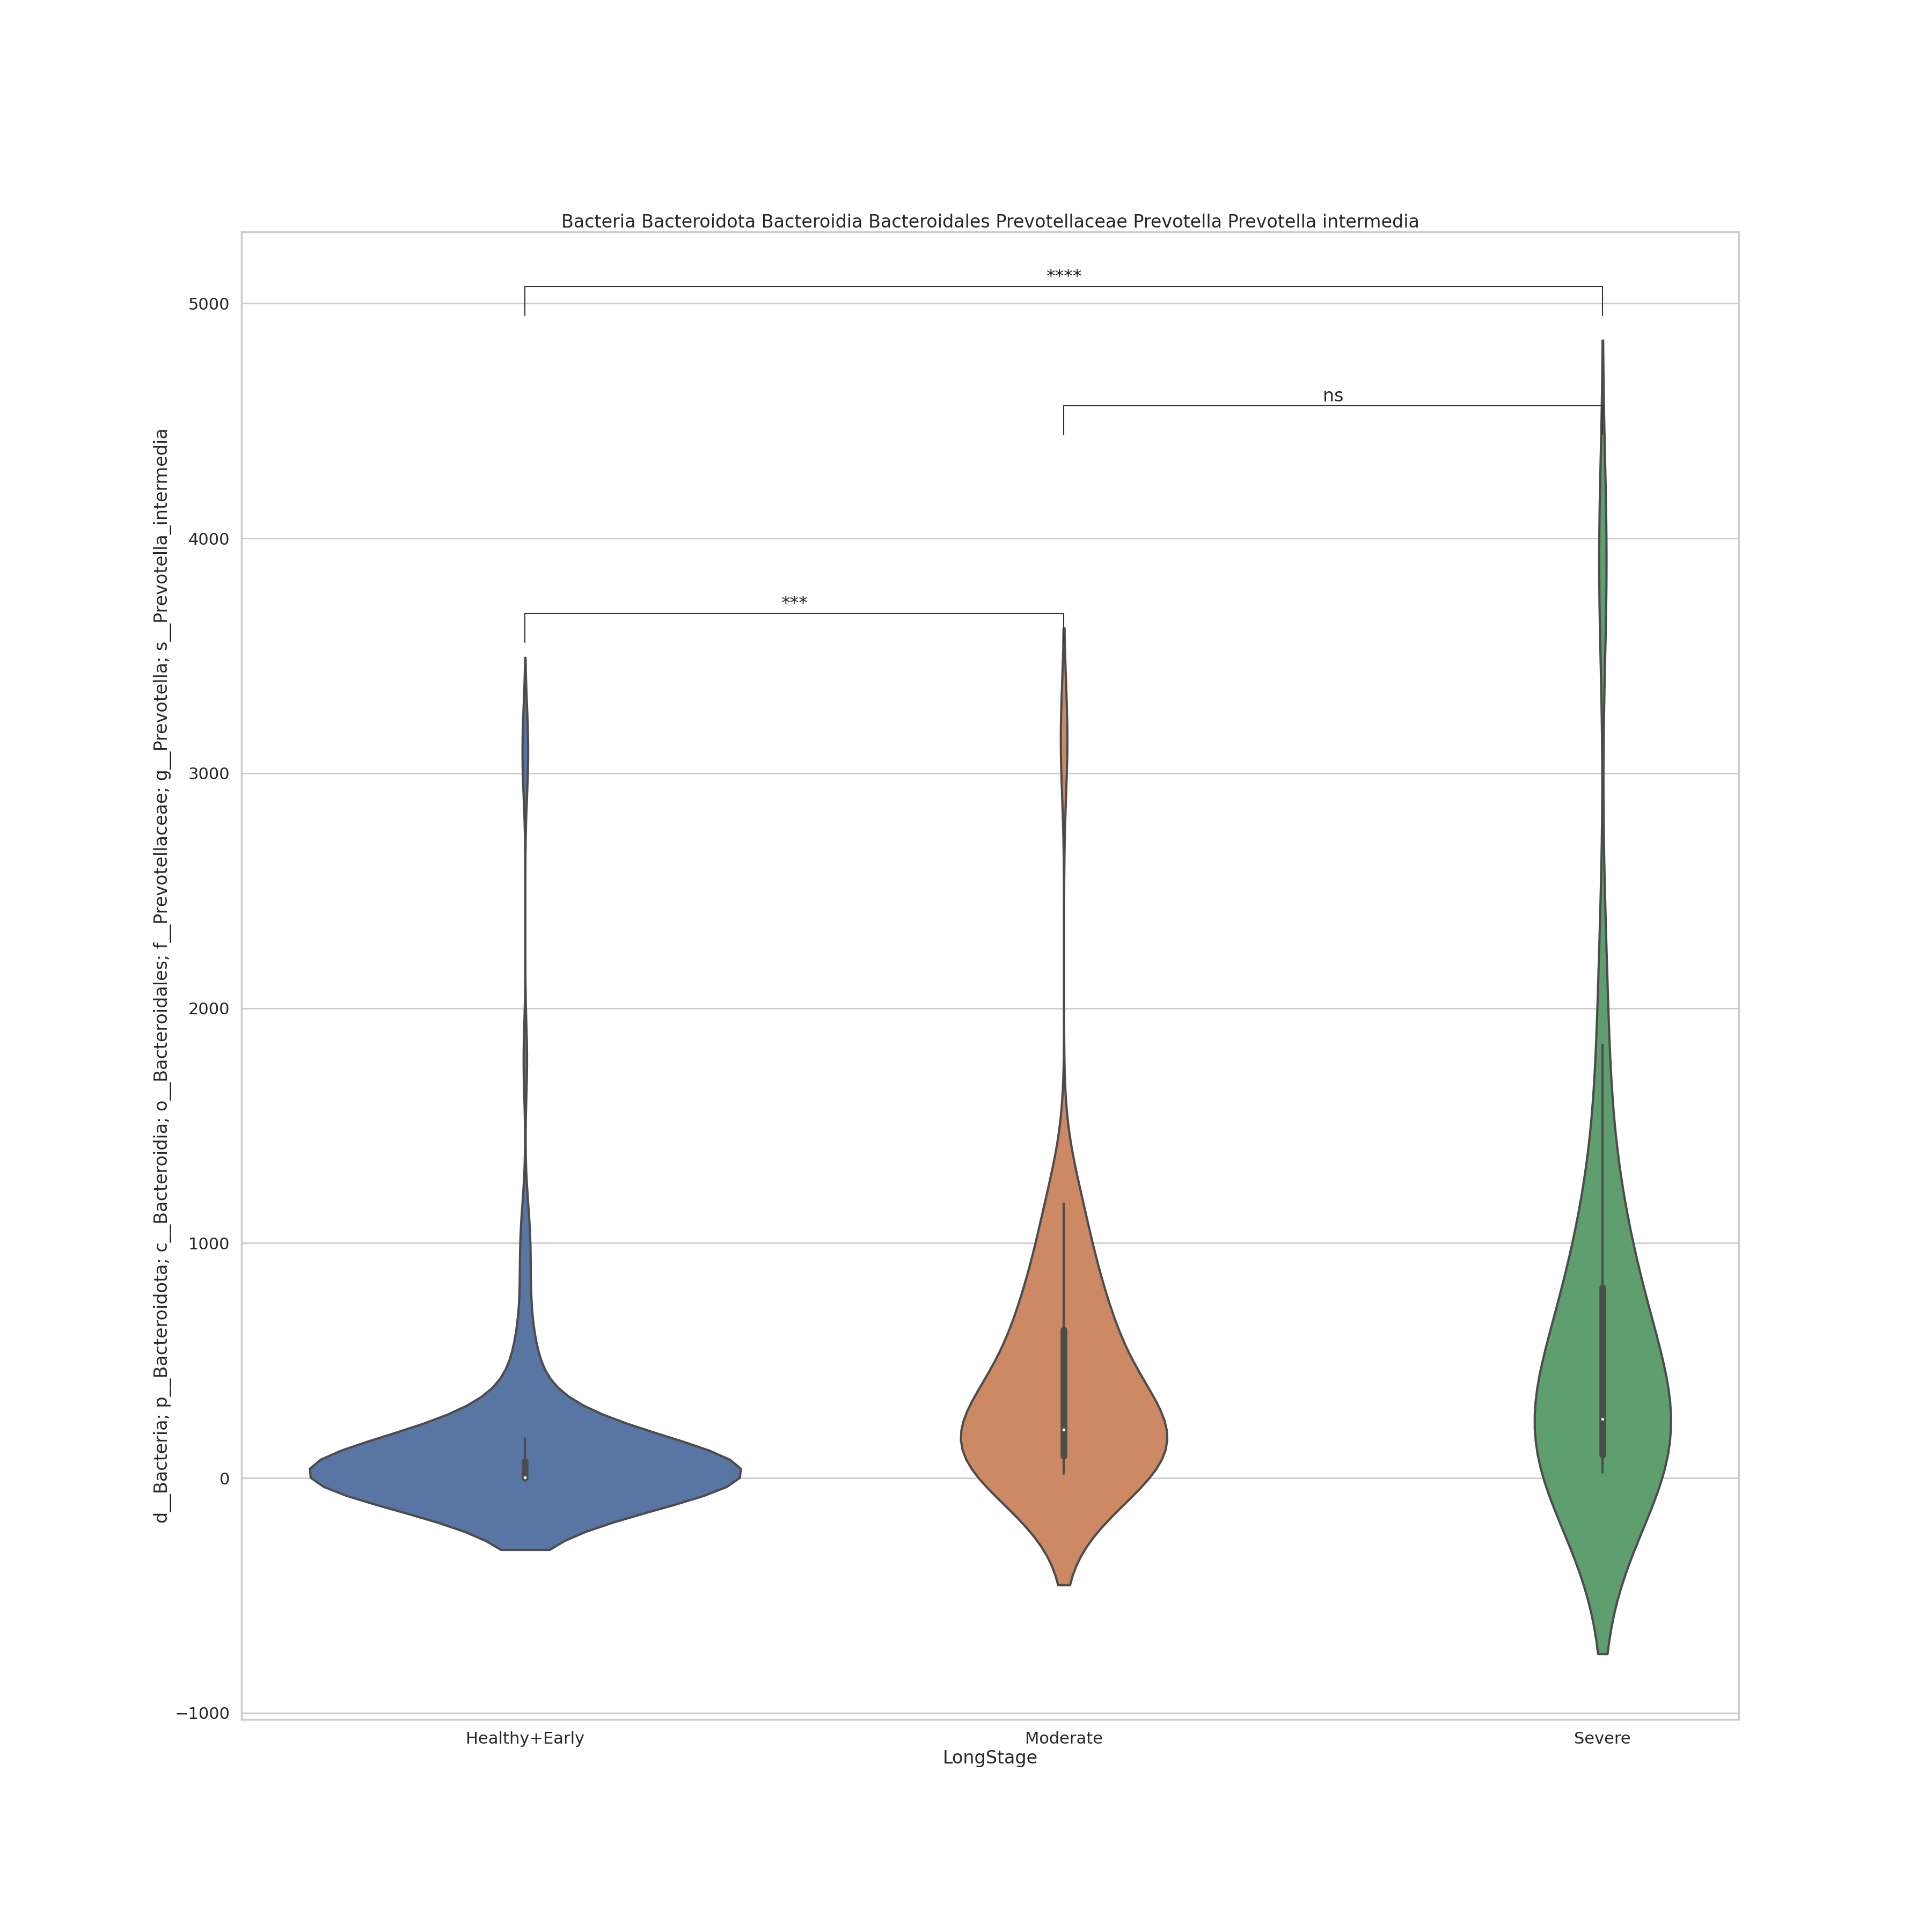 Bacteria Bacteroidota Bacteroidia Bacteroidales Prevotellaceae Prevotella Prevotella intermedia
d__Bacteria; p__Bacteroidota; c__Bacteroidia; o__Bacteroidales; f__Prevotellaceae; g__Prevotella; s__Prevotella_intermedia
5000
4000
3000
2000
1000
0
−1000
****
ns
***
Healthy+Early
Moderate
Severe
LongStage